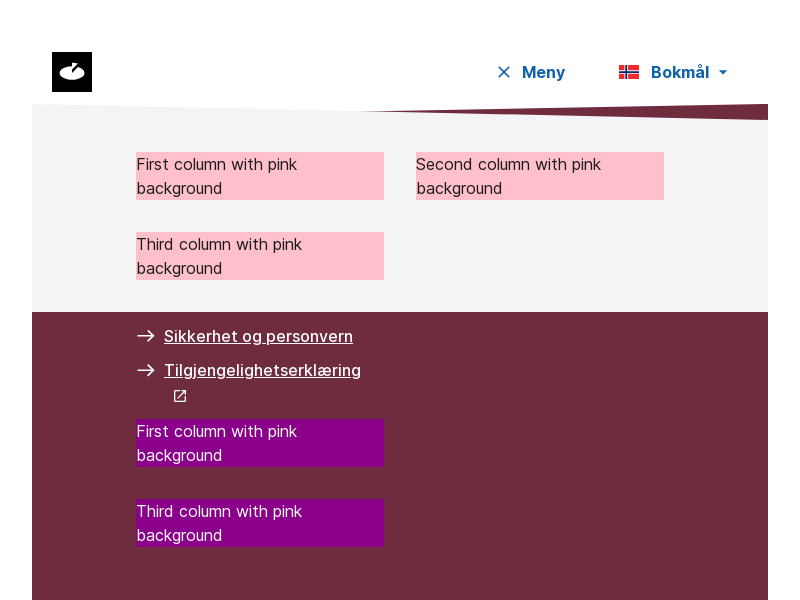 Meny
Bokmål
First column with pink
background
Second column with pink
background
Third column with pink
background
Sikkerhet og personvern
Tilgjengelighetserklæring
First column with pink
background
Third column with pink
background